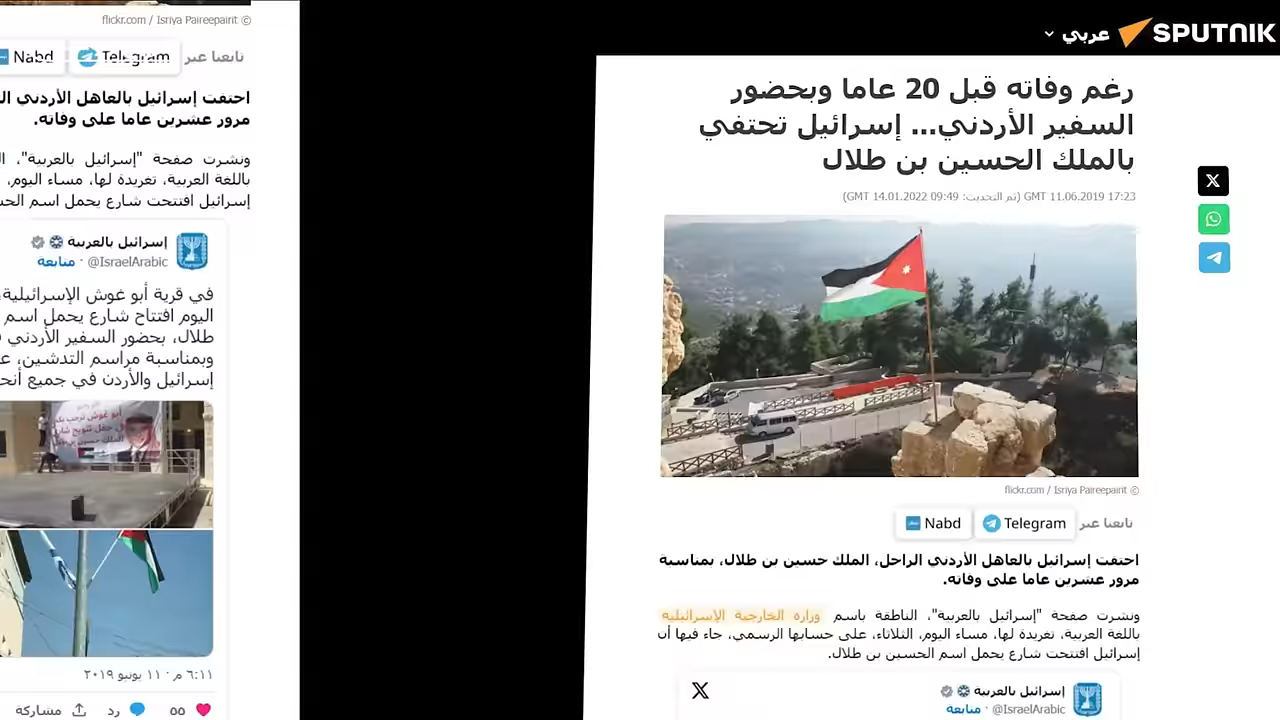 SPUTNIK عربي
رغم وفاته قبل 20 عاما وبحضور
السفير الأردني... إسرائيل تحتفي
بالملك الحسين بن طلال
17:23 GMT 11.06.2019 (تم التحديث: 09:49 GMT 14.01.2022)
© flickr.com / Isriya Paireepairit
تابعنا عبر
Telegram
Nabd
احتفت إسرائيل بالعاهل الأردني الراحل، الملك حسين بن طلال، بمناسبة
مرور عشرين عاما على وفاته.
ونشرت صفحة "إسرائيل بالعربية"، الناطقة باسم وزارة الخارجية الإسرائيلية
باللغة العربية، تغريدة لها، مساء اليوم، الثلاثاء، على حسابها الرسمي، جاء فيها أن
إسرائيل افتتحت شارع يحمل اسم الحسين بن طلال.
إسرائيل بالعربية
@IsraelArabic · متابعة
© flickr.com / Isriya Paireepairit
تابعنا عبر
Telegram
Nabd
احتفت إسرائيل بالعاهل الأردني
مرور عشرين عاما على وفاته.
ونشرت صفحة "إسرائيل بالعربية"،
باللغة العربية، تغريدة لها، مساء اليوم،
إسرائيل افتتحت شارع يحمل اسم
إسرائيل بالعربية
@IsraelArabic · متابعة
في قرية أبو غوش الإسرائيلية،
اليوم افتتاح شارع يحمل اسم
طلال، بحضور السفير الأردني
وبمناسبة مراسم التدشين،
إسرائيل والأردن في جميع
أبو غوش ترحب بكم
الملك حسين بن طلال
٦:١١ م · ١١ يونيو ٢٠١٩
٥٥ رد مشاركة